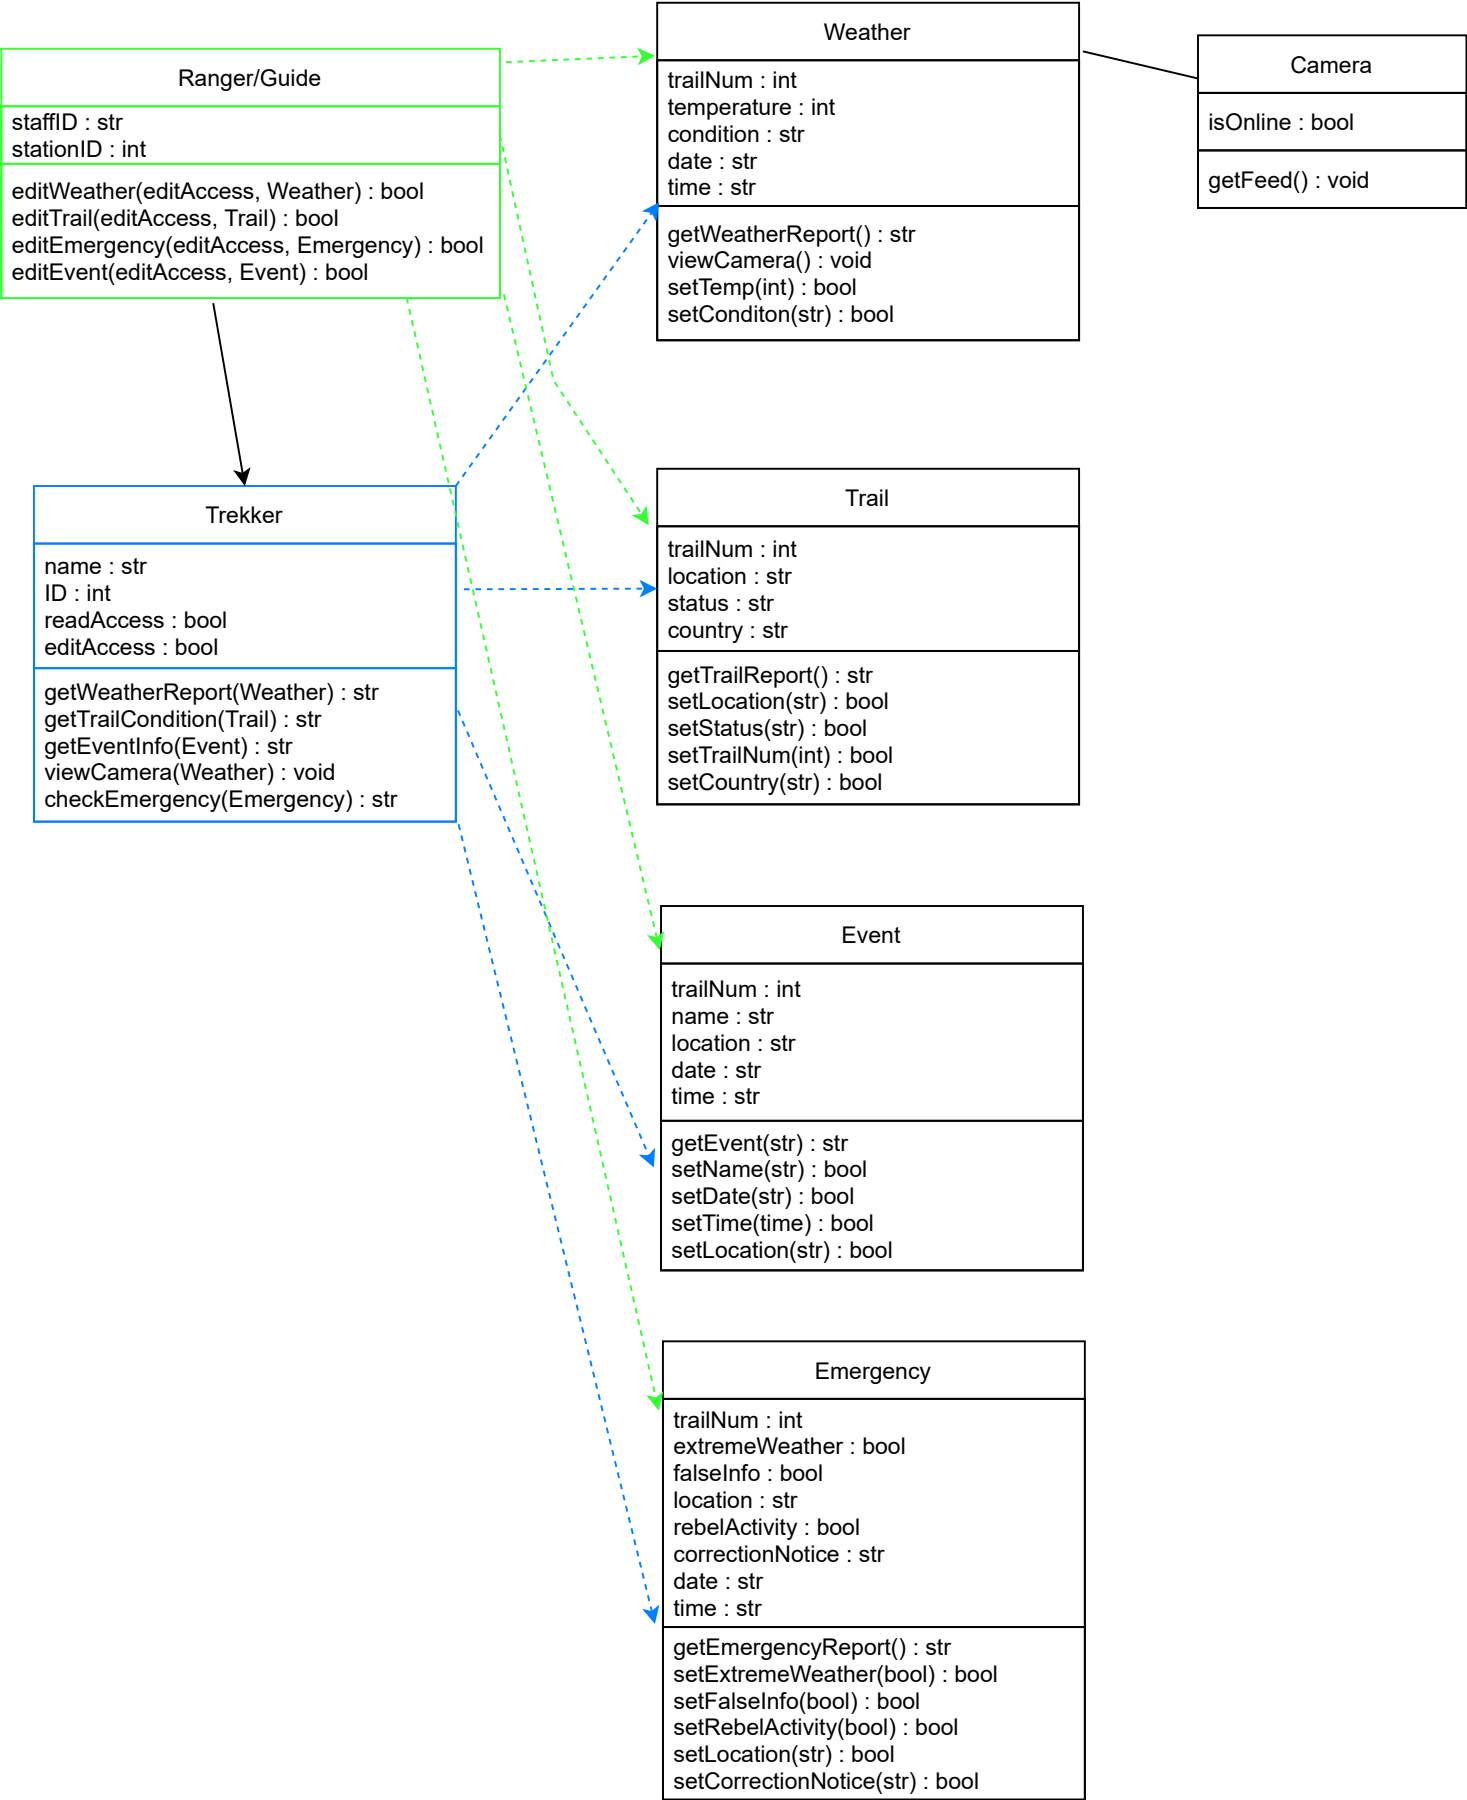 Ranger/Guide
staffID : str
stationID : int
editWeather(editAccess, Weather) : bool
editTrail(editAccess, Trail) : bool
editEmergency(editAccess, Emergency) : bool
editEvent(editAccess, Event) : bool
Weather
trailNum : int
temperature : int
condition : str
date : str
time : str
getWeatherReport() : str
viewCamera() : void
setTemp(int) : bool
setConditon(str) : bool
Camera
isOnline : bool
getFeed() : void
Trekker
name : str
ID : int
readAccess : bool
editAccess : bool
getWeatherReport(Weather) : str
getTrailCondition(Trail) : str
getEventInfo(Event) : str
viewCamera(Weather) : void
checkEmergency(Emergency) : str
Trail
trailNum : int
location : str
status : str
country : str
getTrailReport() : str
setLocation(str) : bool
setStatus(str) : bool
setTrailNum(int) : bool
setCountry(str) : bool
Event
trailNum : int
name : str
location : str
date : str
time : str
getEvent(str) : str
setName(str) : bool
setDate(str) : bool
setTime(time) : bool
setLocation(str) : bool
Emergency
trailNum : int
extremeWeather : bool
falseInfo : bool
location : str
rebelActivity : bool
correctionNotice : str
date : str
time : str
getEmergencyReport() : str
setExtremeWeather(bool) : bool
setFalseInfo(bool) : bool
setRebelActivity(bool) : bool
setLocation(str) : bool
setCorrectionNotice(str) : bool